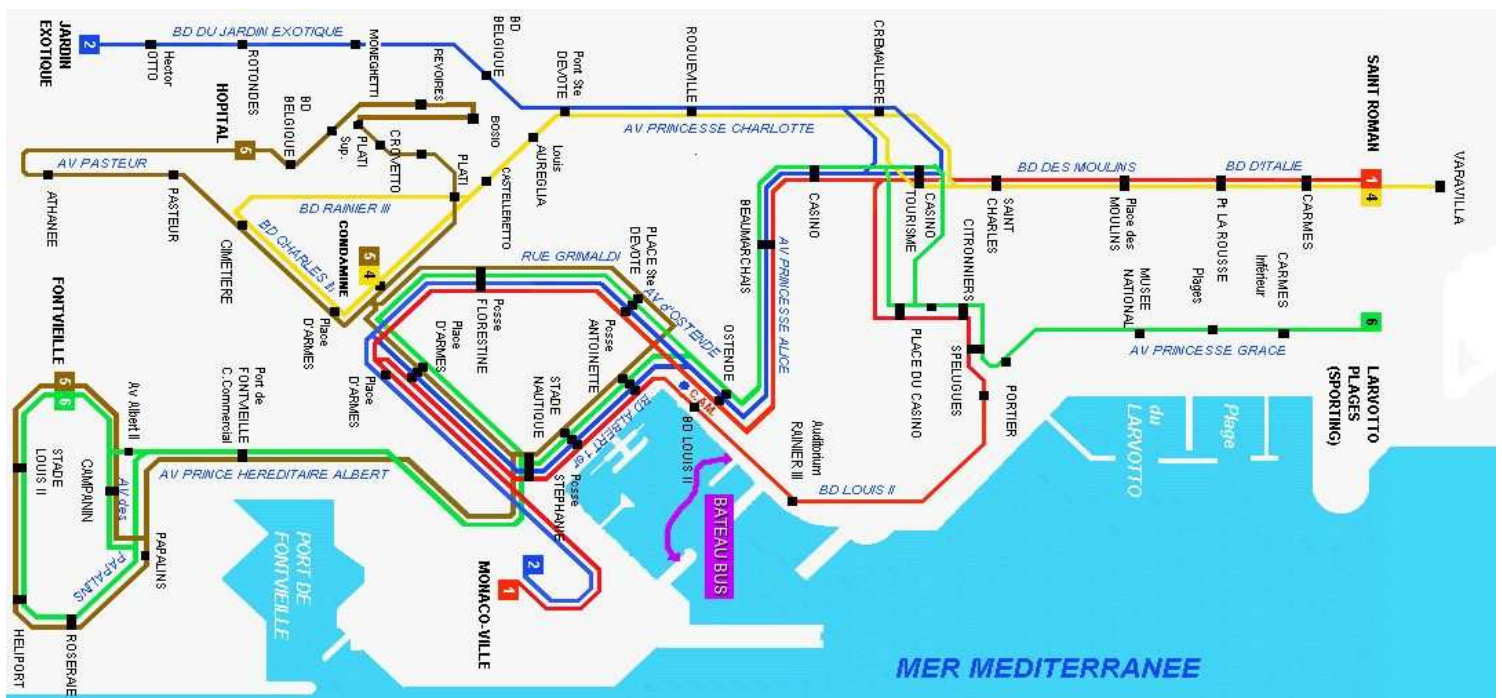 JARDIN
EXOTIQUE
2
BD DU JARDIN EXOTIQUE
Hector
OTTO
ROTONDES
MONEGHETTI
BD
BELGIQUE
Pont Ste
DEVOTE
ROQUEVILLE
CREMAILLERE
SAINT ROMAN
1
4
VARAVILLA
REVOIRES
BOSIO
HOPITAL
5
BD
BELGIQUE
PLATI
Sup.
CROVETTO
PLATI
Louis
AUREGLIA
CASTELLERETTO
AV PRINCESSE CHARLOTTE
BD DES MOULINS
BD D'ITALIE
AV PASTEUR
ATHANEE
PASTEUR
CIMETIERE
BD RAINIER III
BD CHARLES III
CONDAMINE
5
4
Place
D'ARMES
RUE GRIMALDI
PLACE Ste
DEVOTE
AV d'OSTENDE
BEAUMARCHAIS
AV PRINCESSE ALICE
CASINO
CASINO
TOURISME
CITRONNIERS
SAINT
CHARLES
Place des
MOULINS
Pt LA ROUSSE
CARMES
MUSEE
NATIONAL
Plages
CARMES
Inférieur
6
AV PRINCESSE GRACE
LARVOTTO
PLAGES
(SPORTING)
FONTVIEILLE
5
6
Av Albert II
Port de
FONTVIEILLE
C.Commercial
Place
D'ARMES
Place
D'ARMES
Pcsse
FLORESTINE
Pcsse
ANTOINETTE
STADE
NAUTIQUE
BD ALBERT 1er
OSTENDE
C.A.M.
BD LOUIS II
PLACE DU CASINO
SPELUGUES
PORTIER
Auditorium
RAINIER III
BD LOUIS II
Plage
du
LARVOTTO
STADE
LOUIS II
CAMPANIN
AV des
PAPALINS
PAPALINS
AV PRINCE HEREDITAIRE ALBERT
Pcsse
STEPHANIE
BATEAU BUS
MONACO-VILLE
2
1
PORT DE
FONTVIEILLE
HELIPORT
ROSERAIE
MER MEDITERRANEE